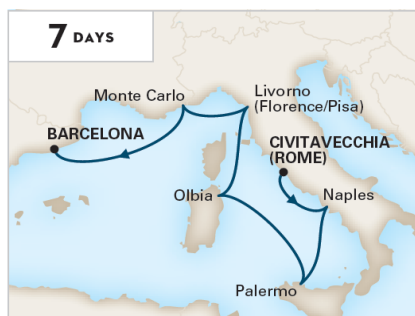 7 DAYS
Monte Carlo
Livorno
(Florence/Pisa)
BARCELONA
CIVITAVECCHIA
(ROME)
Olbia
Naples
Palermo